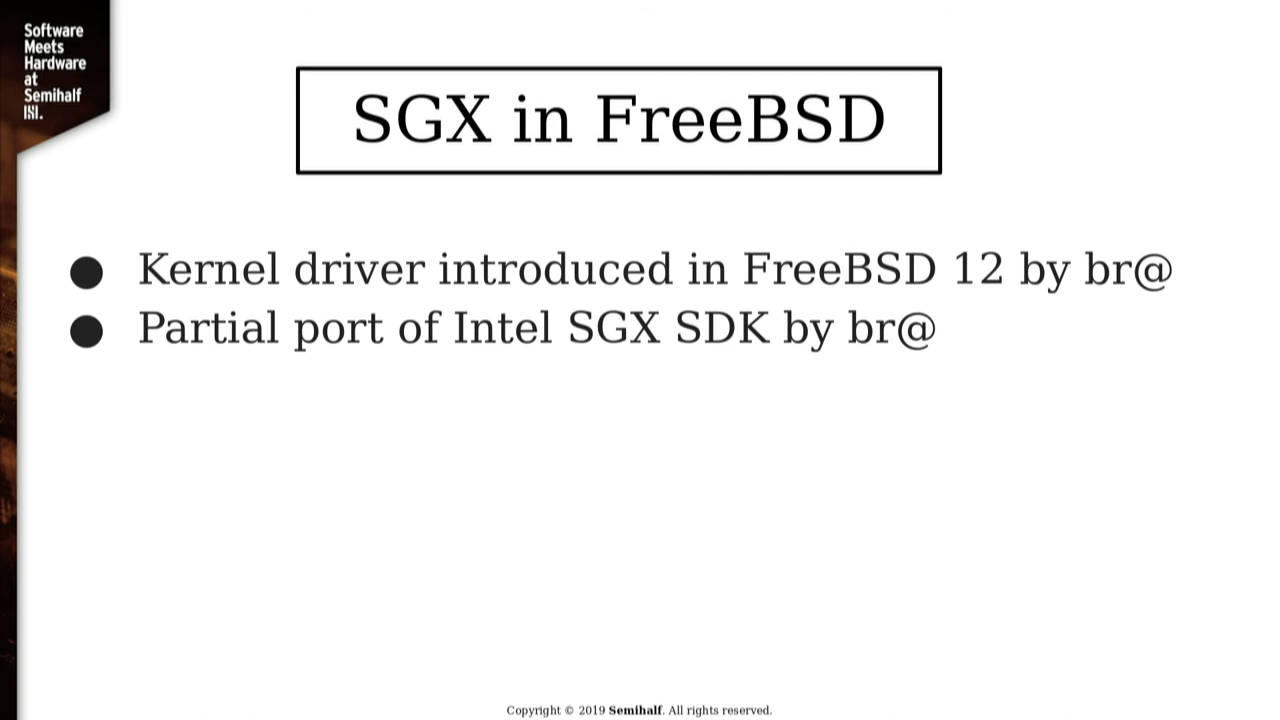 Software
Meets
Hardware
at
Semihalf
SGX in FreeBSD
● Kernel driver introduced in FreeBSD 12 by br@
● Partial port of Intel SGX SDK by br@
Copyright © 2019 Semihalf. All rights reserved.